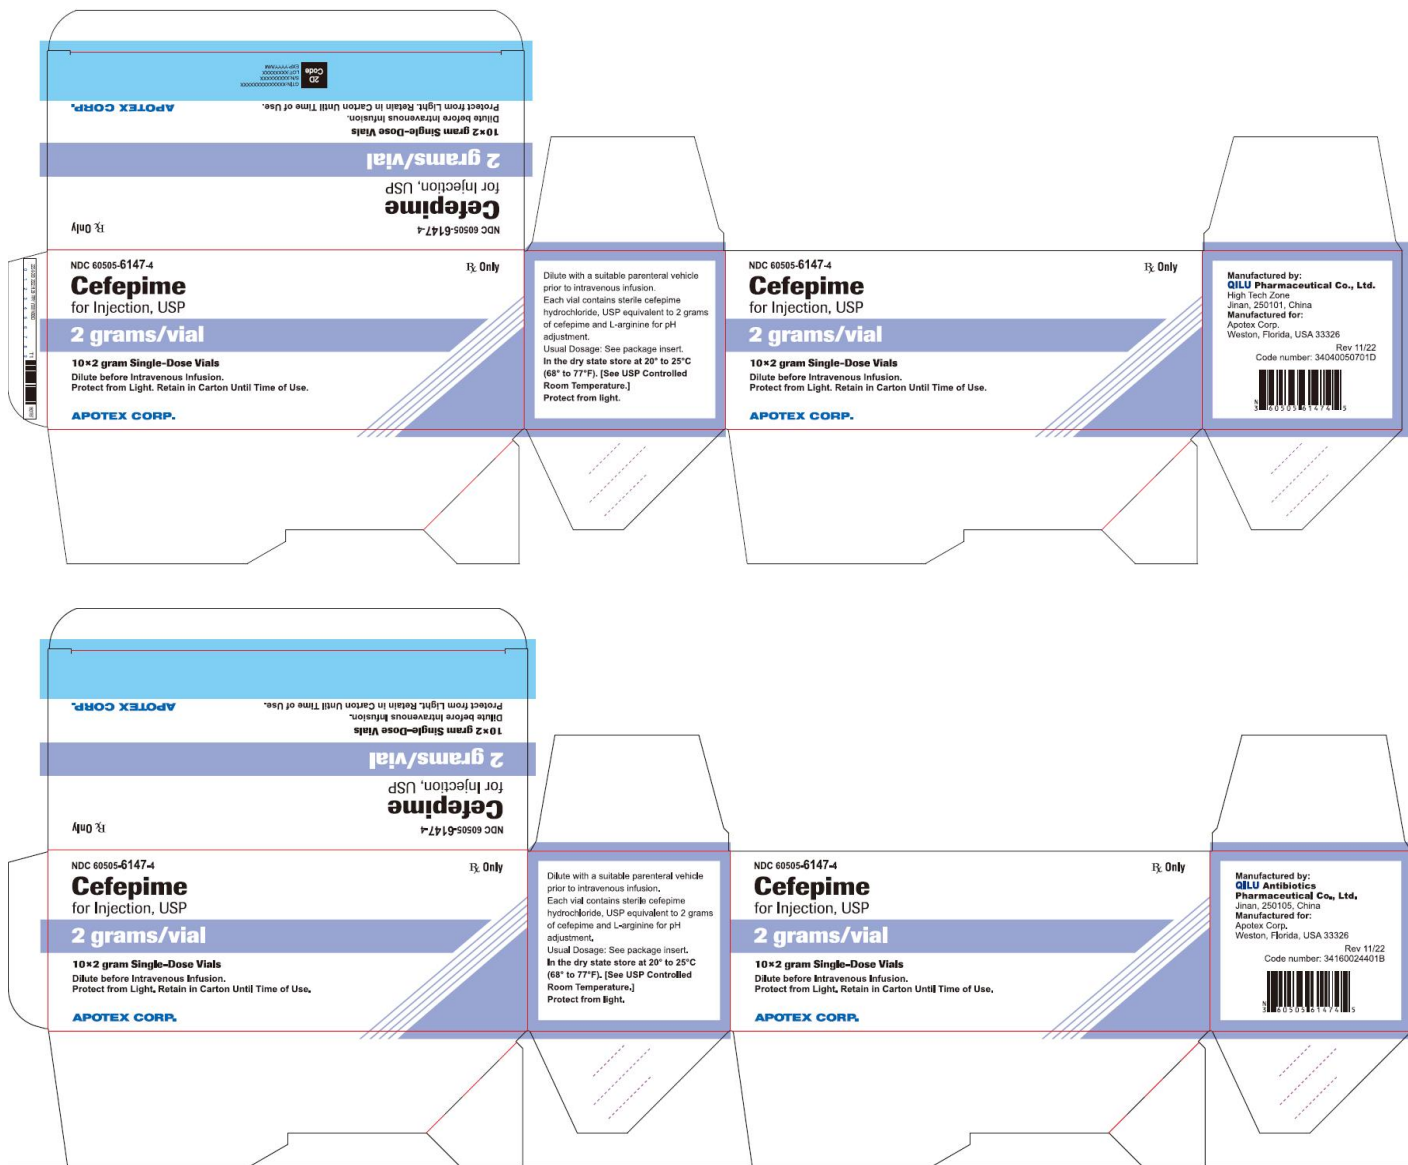 2D
Code
GTIN:XXXXXXXXXXXXXX
S/N:XXXXXXXXXX
LOT:XXXXXXXX
EXP:YYYY/MM
APOTEX CORP.
Protect from Light. Retain in Carton Until Time of Use.
Dilute before Intravenous Infusion.
10×2 gram Single-Dose Vials
2 grams/vial
for Injection, USP
Cefepime
NDC 60505-6147-4
℞ Only
NDC 60505-6147-4
℞ Only
Cefepime
for Injection, USP
2 grams/vial
10×2 gram Single-Dose Vials
Dilute before Intravenous Infusion.
Protect from Light. Retain in Carton Until Time of Use.
APOTEX CORP.
Dilute with a suitable parenteral vehicle
prior to intravenous infusion.
Each vial contains sterile cefepime
hydrochloride, USP equivalent to 2 grams
of cefepime and L-arginine for pH
adjustment.
Usual Dosage: See package insert.
In the dry state store at 20° to 25°C
(68° to 77°F). [See USP Controlled
Room Temperature.]
Protect from light.
NDC 60505-6147-4
℞ Only
Cefepime
for Injection, USP
2 grams/vial
10×2 gram Single-Dose Vials
Dilute before Intravenous Infusion.
Protect from Light. Retain in Carton Until Time of Use.
APOTEX CORP.
Manufactured by:
QILU Pharmaceutical Co., Ltd.
High Tech Zone
Jinan, 250101, China
Manufactured for:
Apotex Corp.
Weston, Florida, USA 33326
Rev 11/22
Code number: 34040050701D
N
3 60505 61474 5
APOTEX CORP.
Protect from Light. Retain in Carton Until Time of Use.
Dilute before Intravenous Infusion.
10×2 gram Single-Dose Vials
2 grams/vial
for Injection, USP
Cefepime
NDC 60505-6147-4
℞ Only
NDC 60505-6147-4
℞ Only
Cefepime
for Injection, USP
2 grams/vial
10×2 gram Single-Dose Vials
Dilute before Intravenous Infusion.
Protect from Light. Retain in Carton Until Time of Use.
APOTEX CORP.
Dilute with a suitable parenteral vehicle
prior to intravenous infusion.
Each vial contains sterile cefepime
hydrochloride, USP equivalent to 2 grams
of cefepime and L-arginine for pH
adjustment.
Usual Dosage: See package insert.
In the dry state store at 20° to 25°C
(68° to 77°F). [See USP Controlled
Room Temperature.]
Protect from light.
NDC 60505-6147-4
℞ Only
Cefepime
for Injection, USP
2 grams/vial
10×2 gram Single-Dose Vials
Dilute before Intravenous Infusion.
Protect from Light. Retain in Carton Until Time of Use.
APOTEX CORP.
Manufactured by:
QILU Antibiotics
Pharmaceutical Co., Ltd.
Jinan, 250105, China
Manufactured for:
Apotex Corp.
Weston, Florida, USA 33326
Rev 11/22
Code number: 34160024401B
N
3 60505 61474 5